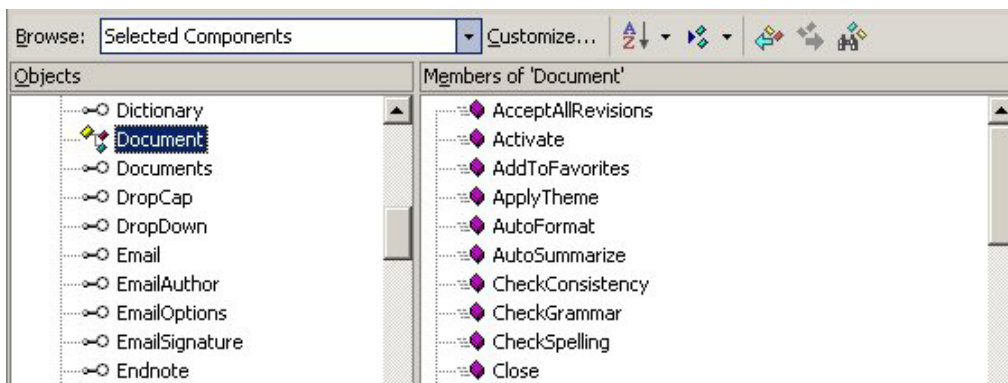 Browse: Selected Components Customize...
Objects
Dictionary
Document
Documents
DropCap
DropDown
Email
EmailAuthor
EmailOptions
EmailSignature
Endnote
Members of 'Document'
AcceptAllRevisions
Activate
AddToFavorites
ApplyTheme
AutoFormat
AutoSummarize
CheckConsistency
CheckGrammar
CheckSpelling
Close